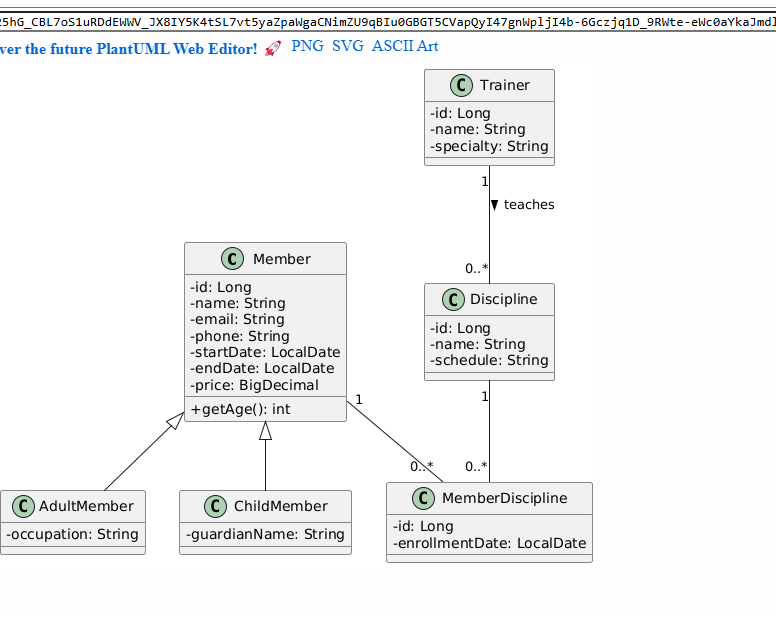 25hG_CBL7oS1uRDdEWWV_JX8IY5K4tSL7vt5yaZpaWgaCNimZU9qBIu0GBGT5CVapQyI47gnWpljI4b-6Gczjq1D_9RWte-eWc0aYkaJmdl
ver the future PlantUML Web Editor! 🚀 PNG SVG ASCII Art
C Trainer
-id: Long
-name: String
-specialty: String
1
teaches
0..*
C Member
-id: Long
-name: String
-email: String
-phone: String
-startDate: LocalDate
-endDate: LocalDate
-price: BigDecimal
+getAge(): int
C Discipline
-id: Long
-name: String
-schedule: String
1
1
0..*
0..*
C AdultMember
-occupation: String
C ChildMember
-guardianName: String
C MemberDiscipline
-id: Long
-enrollmentDate: LocalDate